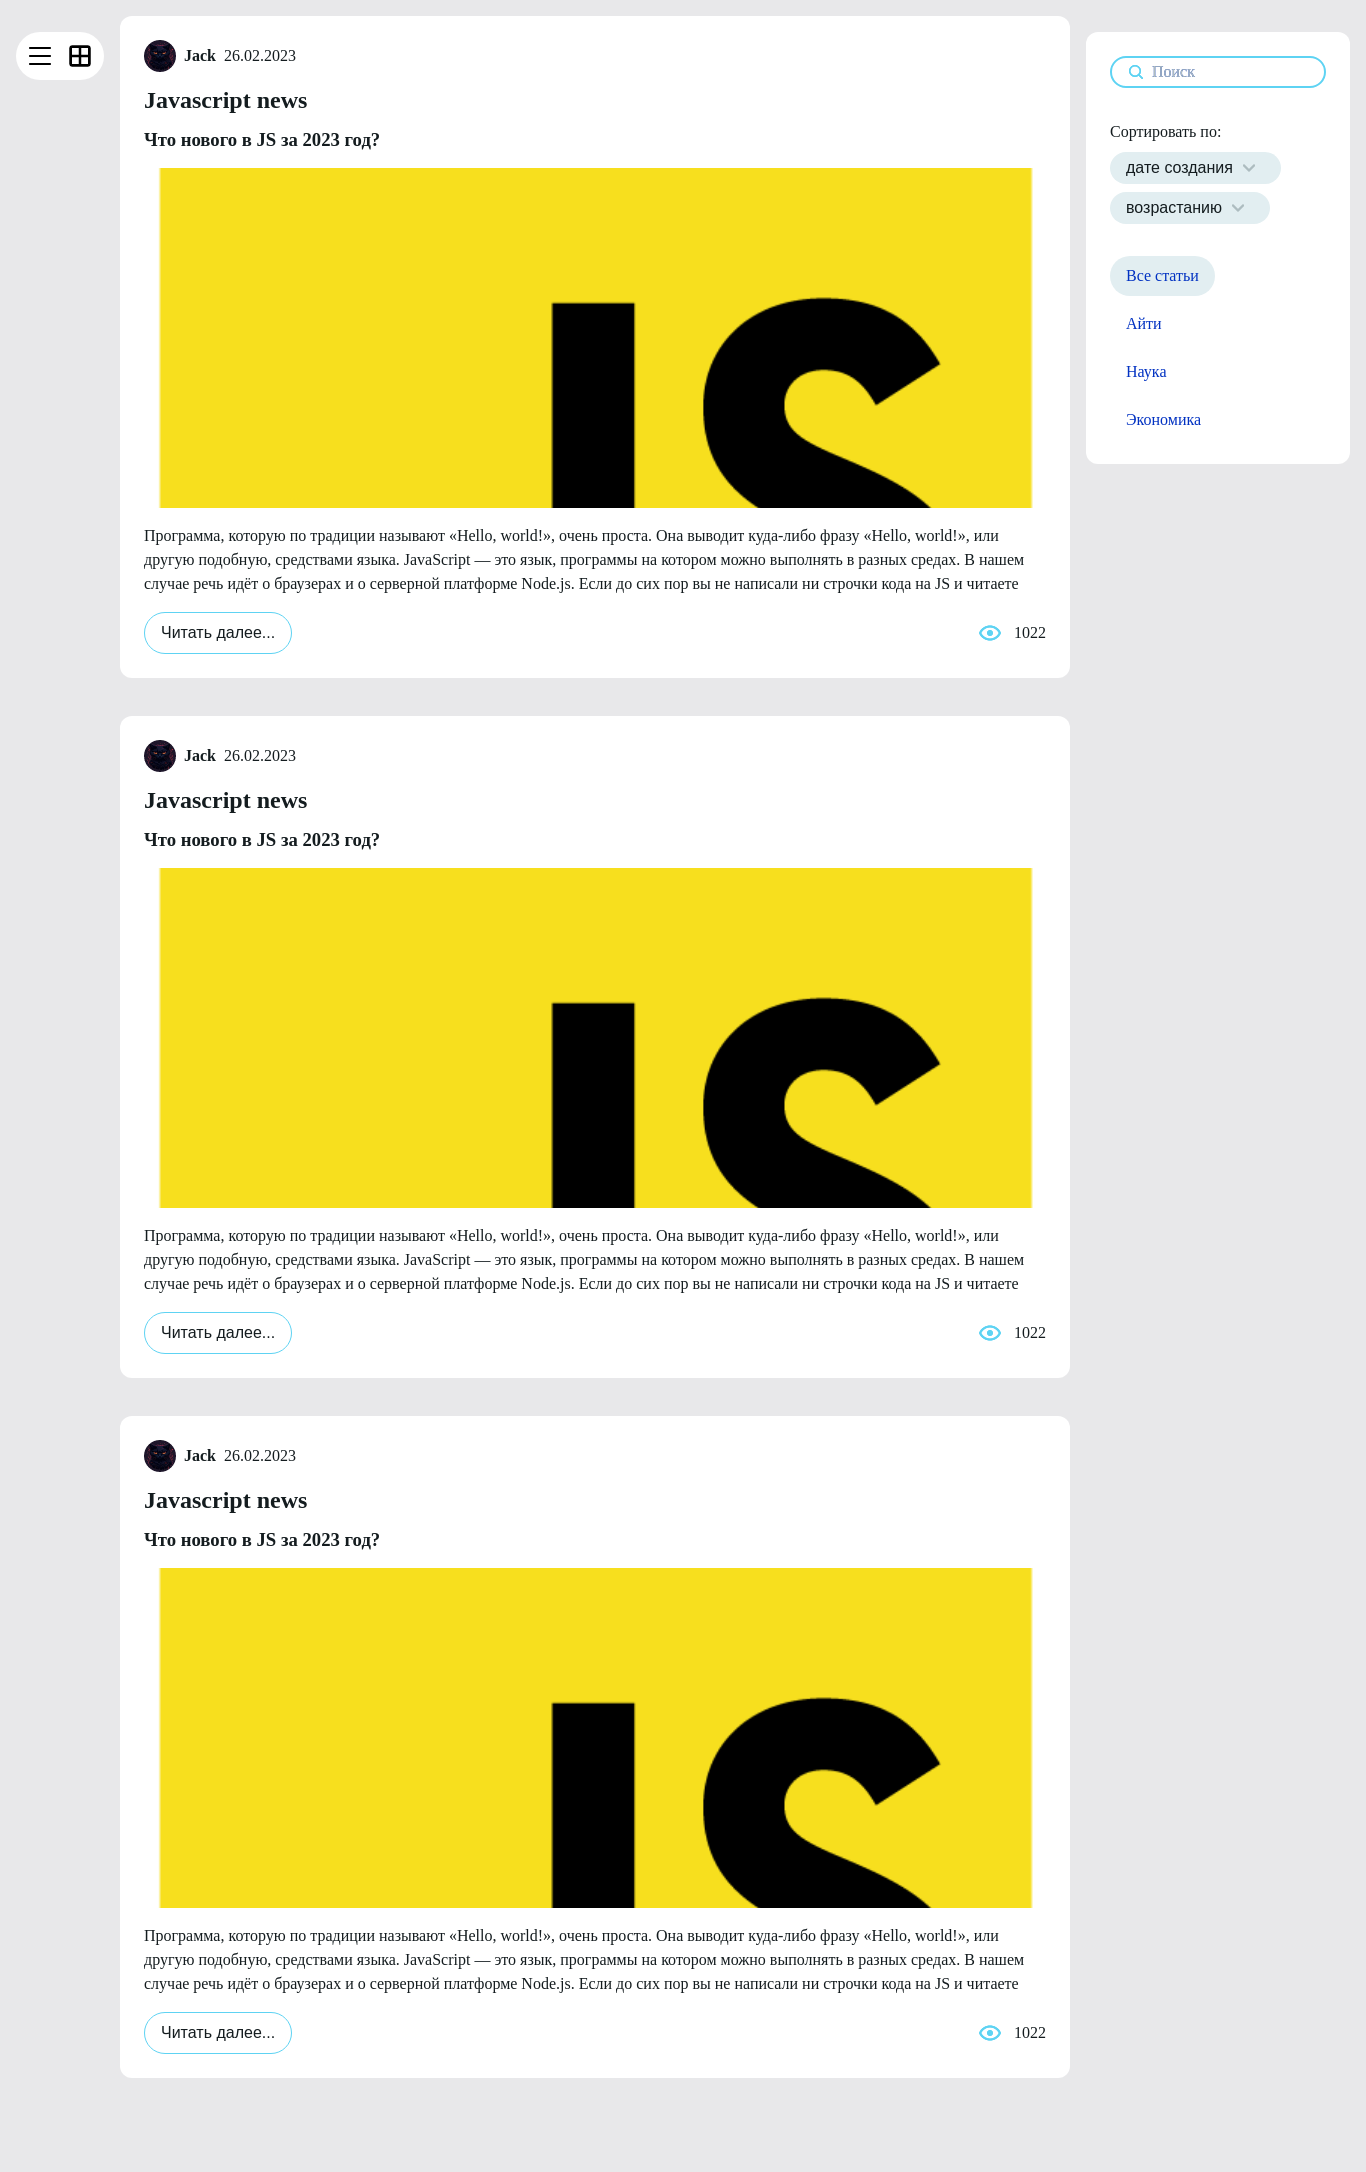 Jack 26.02.2023
Javascript news
Что нового в JS за 2023 год?
JS
Программа, которую по традиции называют «Hello, world!», очень проста. Она выводит куда-либо фразу «Hello, world!», или
другую подобную, средствами языка. JavaScript — это язык, программы на котором можно выполнять в разных средах. В нашем
случае речь идёт о браузерах и о серверной платформе Node.js. Если до сих пор вы не написали ни строчки кода на JS и читаете
Читать далее...
1022
Jack 26.02.2023
Javascript news
Что нового в JS за 2023 год?
JS
Программа, которую по традиции называют «Hello, world!», очень проста. Она выводит куда-либо фразу «Hello, world!», или
другую подобную, средствами языка. JavaScript — это язык, программы на котором можно выполнять в разных средах. В нашем
случае речь идёт о браузерах и о серверной платформе Node.js. Если до сих пор вы не написали ни строчки кода на JS и читаете
Читать далее...
1022
Jack 26.02.2023
Javascript news
Что нового в JS за 2023 год?
JS
Программа, которую по традиции называют «Hello, world!», очень проста. Она выводит куда-либо фразу «Hello, world!», или
другую подобную, средствами языка. JavaScript — это язык, программы на котором можно выполнять в разных средах. В нашем
случае речь идёт о браузерах и о серверной платформе Node.js. Если до сих пор вы не написали ни строчки кода на JS и читаете
Читать далее...
1022
Поиск
Сортировать по:
дате создания
возрастанию
Все статьи
Айти
Наука
Экономика